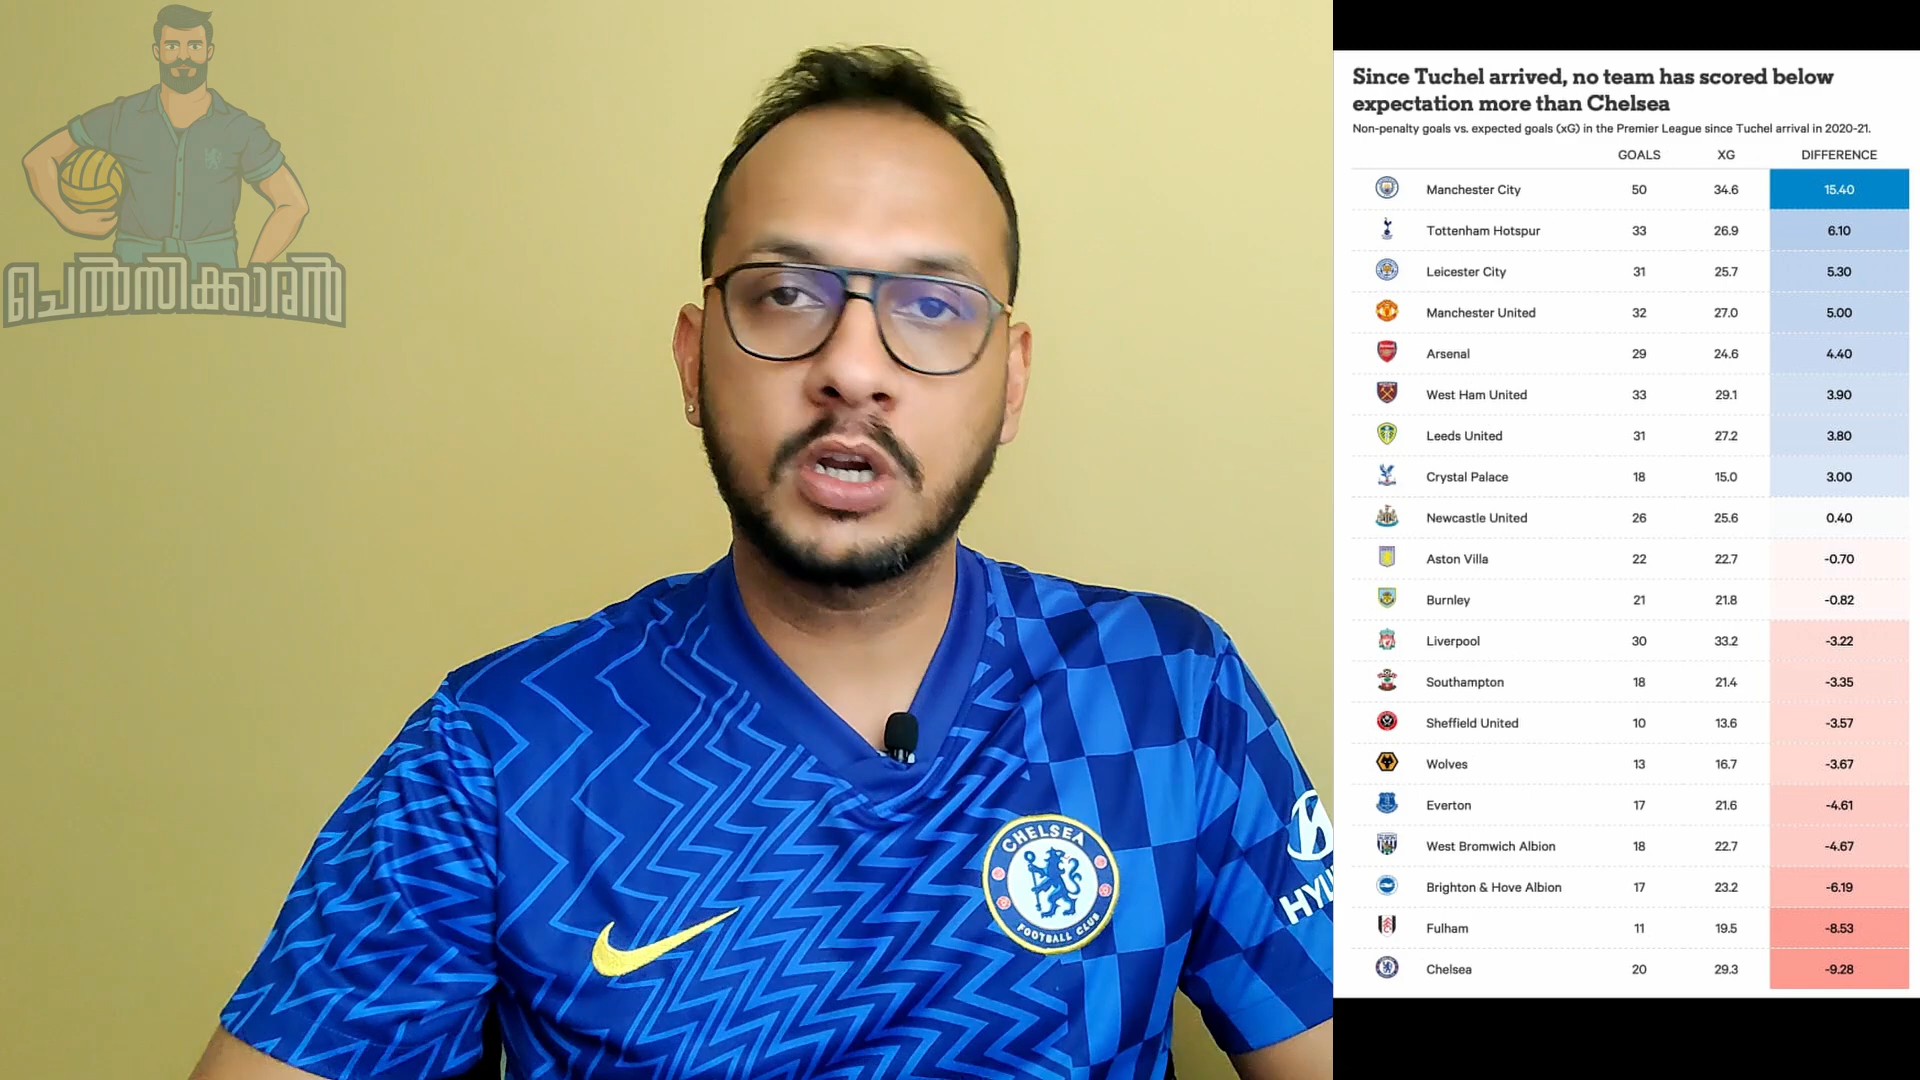 ചെൽസിക്കാരൻ
CHELSEA
FOOTBALL CLUB
Since Tuchel arrived, no team has scored below
expectation more than Chelsea
Non-penalty goals vs. expected goals (xG) in the Premier League since Tuchel arrival in 2020-21.
GOALS XG DIFFERENCE
Manchester City 50 34.6 15.40
Tottenham Hotspur 33 26.9 6.10
Leicester City 31 25.7 5.30
Manchester United 32 27.0 5.00
Arsenal 29 24.6 4.40
West Ham United 33 29.1 3.90
Leeds United 31 27.2 3.80
Crystal Palace 18 15.0 3.00
Newcastle United 26 25.6 0.40
Aston Villa 22 22.7 -0.70
Burnley 21 21.8 -0.82
Liverpool 30 33.2 -3.22
Southampton 18 21.4 -3.35
Sheffield United 10 13.6 -3.57
Wolves 13 16.7 -3.67
Everton 17 21.6 -4.61
West Bromwich Albion 18 22.7 -4.67
Brighton & Hove Albion 17 23.2 -6.19
Fulham 11 19.5 -8.53
Chelsea 20 29.3 -9.28